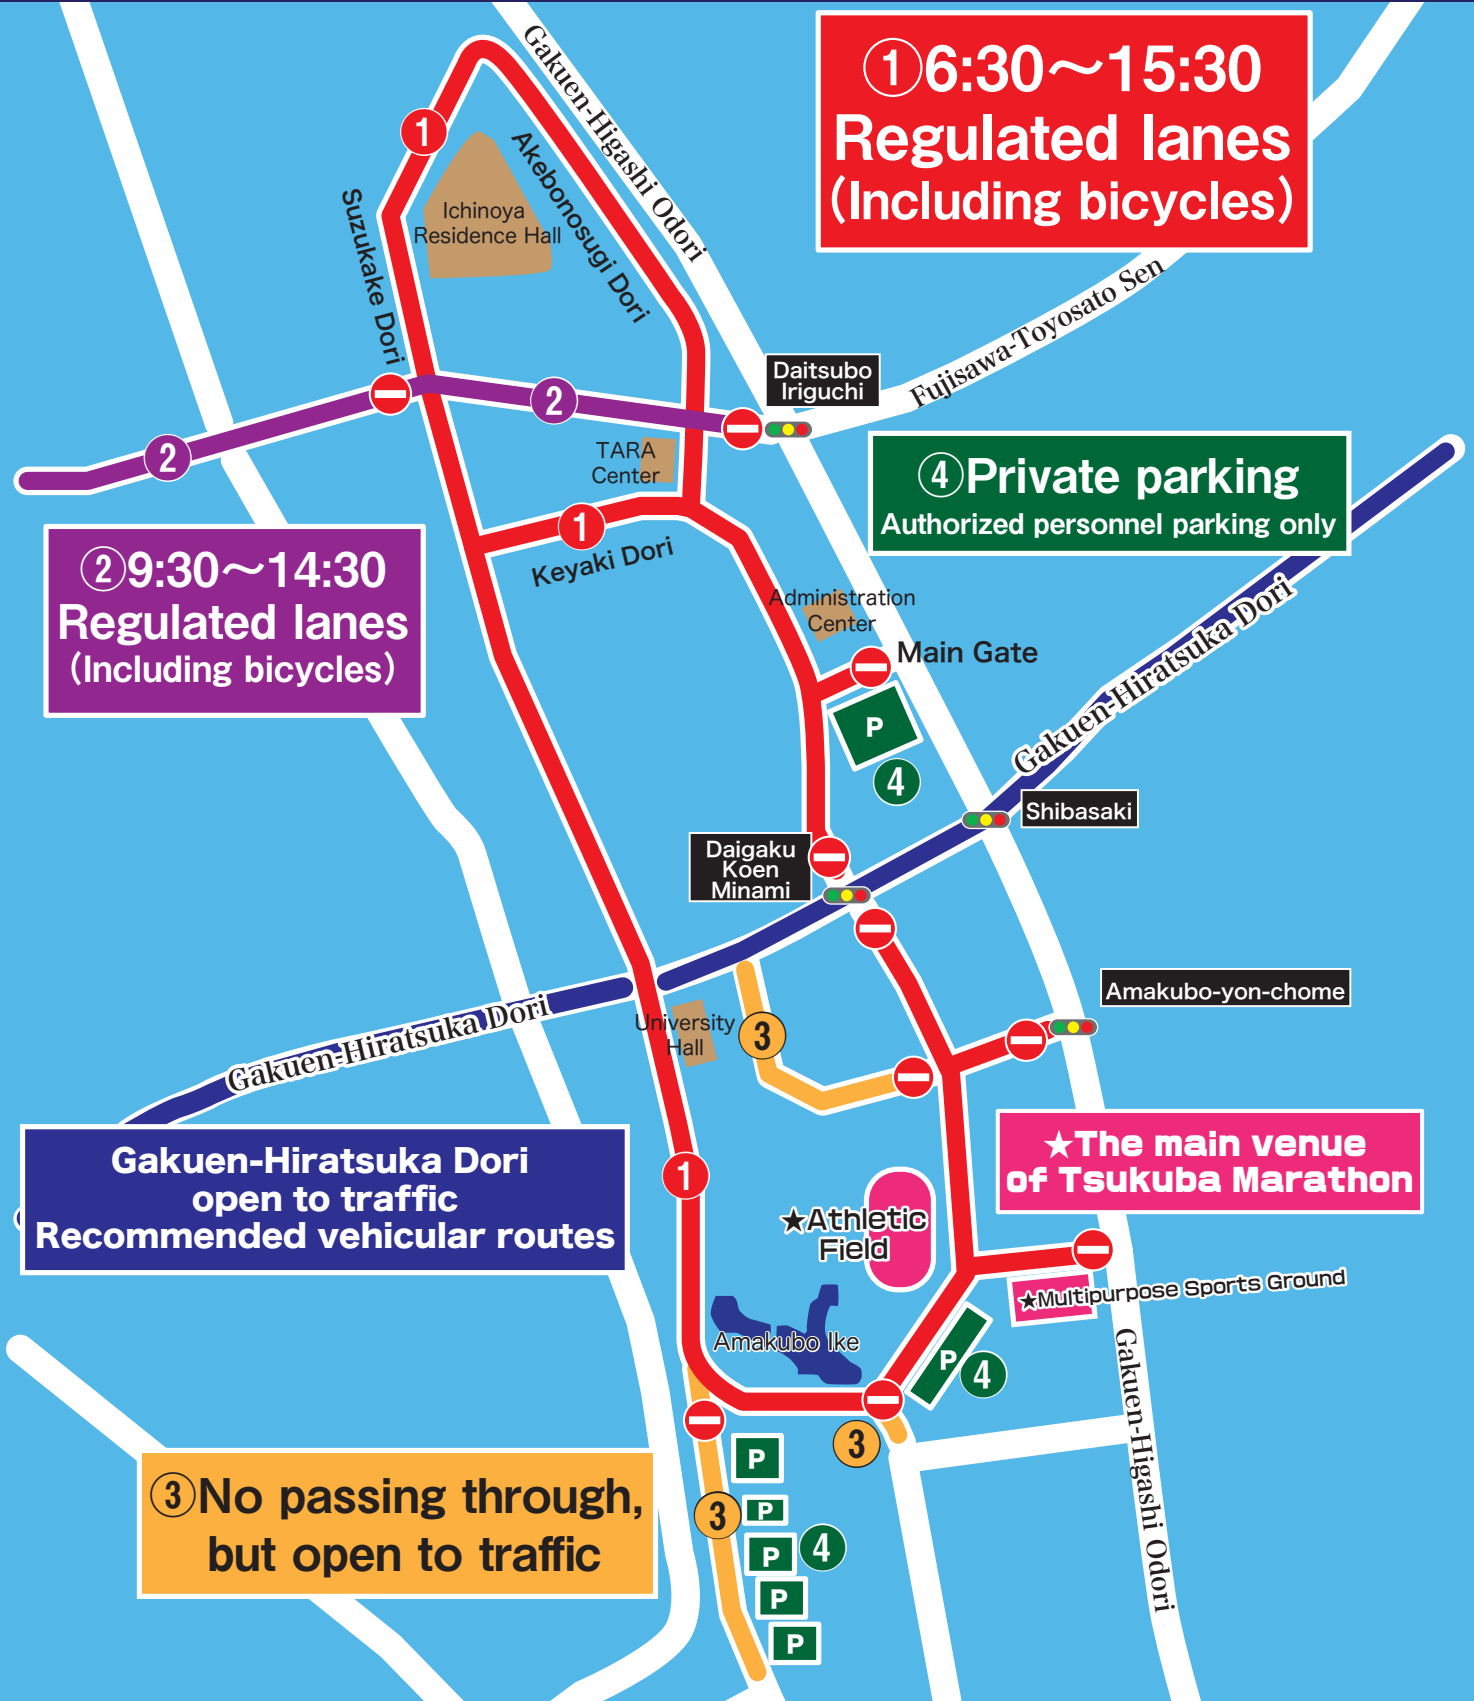 ①6:30〜15:30
Regulated lanes
(Including bicycles)
Gakuen-Higashi Odori
1
Akebonosugi Dori
Ichinoya
Residence Hall
Suzukake Dori
Fujisawa-Toyosato Sen
Daitsubo
Iriguchi
2
2
TARA
Center
④Private parking
Authorized personnel parking only
1
Keyaki Dori
②9:30〜14:30
Regulated lanes
(Including bicycles)
Administration
Center
Main Gate
P
4
Gakuen-Hiratsuka Dori
Shibasaki
Daigaku
Koen
Minami
Amakubo-yon-chome
University
Hall
3
Gakuen-Hiratsuka Dori
Gakuen-Hiratsuka Dori
open to traffic
Recommended vehicular routes
1
★The main venue
of Tsukuba Marathon
★Athletic
Field
★Multipurpose Sports Ground
Amakubo Ike
P
4
Gakuen-Higashi Odori
3
③No passing through,
but open to traffic
3
P
P
P
4
P
P